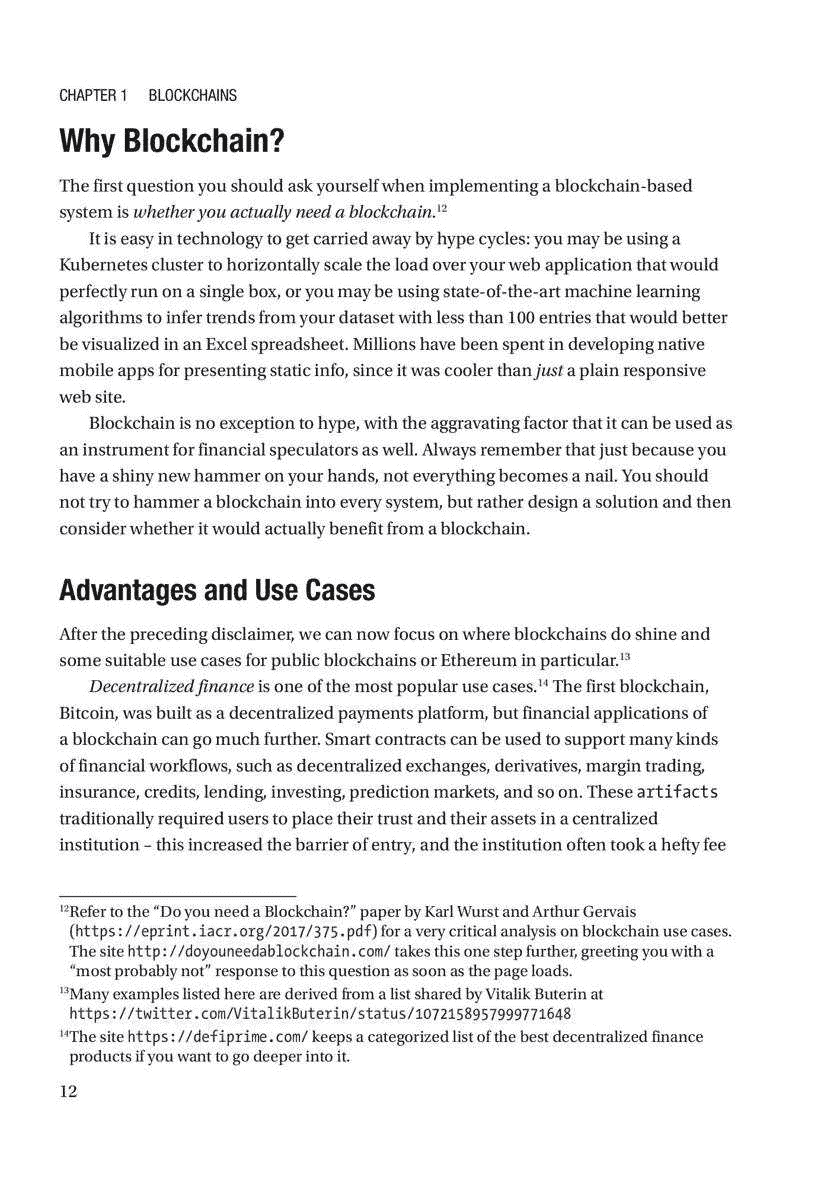 CHAPTER 1 BLOCKCHAINS
Why Blockchain?
The first question you should ask yourself when implementing a blockchain-based
system is whether you actually need a blockchain.12
It is easy in technology to get carried away by hype cycles: you may be using a
Kubernetes cluster to horizontally scale the load over your web application that would
perfectly run on a single box, or you may be using state-of-the-art machine learning
algorithms to infer trends from your dataset with less than 100 entries that would better
be visualized in an Excel spreadsheet. Millions have been spent in developing native
mobile apps for presenting static info, since it was cooler than just a plain responsive
web site.
Blockchain is no exception to hype, with the aggravating factor that it can be used as
an instrument for financial speculators as well. Always remember that just because you
have a shiny new hammer on your hands, not everything becomes a nail. You should
not try to hammer a blockchain into every system, but rather design a solution and then
consider whether it would actually benefit from a blockchain.
Advantages and Use Cases
After the preceding disclaimer, we can now focus on where blockchains do shine and
some suitable use cases for public blockchains or Ethereum in particular.13
Decentralized finance is one of the most popular use cases.14 The first blockchain,
Bitcoin, was built as a decentralized payments platform, but financial applications of
a blockchain can go much further. Smart contracts can be used to support many kinds
of financial workflows, such as decentralized exchanges, derivatives, margin trading,
insurance, credits, lending, investing, prediction markets, and so on. These artifacts
traditionally required users to place their trust and their assets in a centralized
institution – this increased the barrier of entry, and the institution often took a hefty fee
12Refer to the “Do you need a Blockchain?” paper by Karl Wurst and Arthur Gervais
(https://eprint.iacr.org/2017/375.pdf) for a very critical analysis on blockchain use cases.
The site http://doyouneedablockchain.com/ takes this one step further, greeting you with a
“most probably not” response to this question as soon as the page loads.
13Many examples listed here are derived from a list shared by Vitalik Buterin at
https://twitter.com/VitalikButerin/status/1072158957999771648
14The site https://defiprime.com/ keeps a categorized list of the best decentralized finance
products if you want to go deeper into it.
12